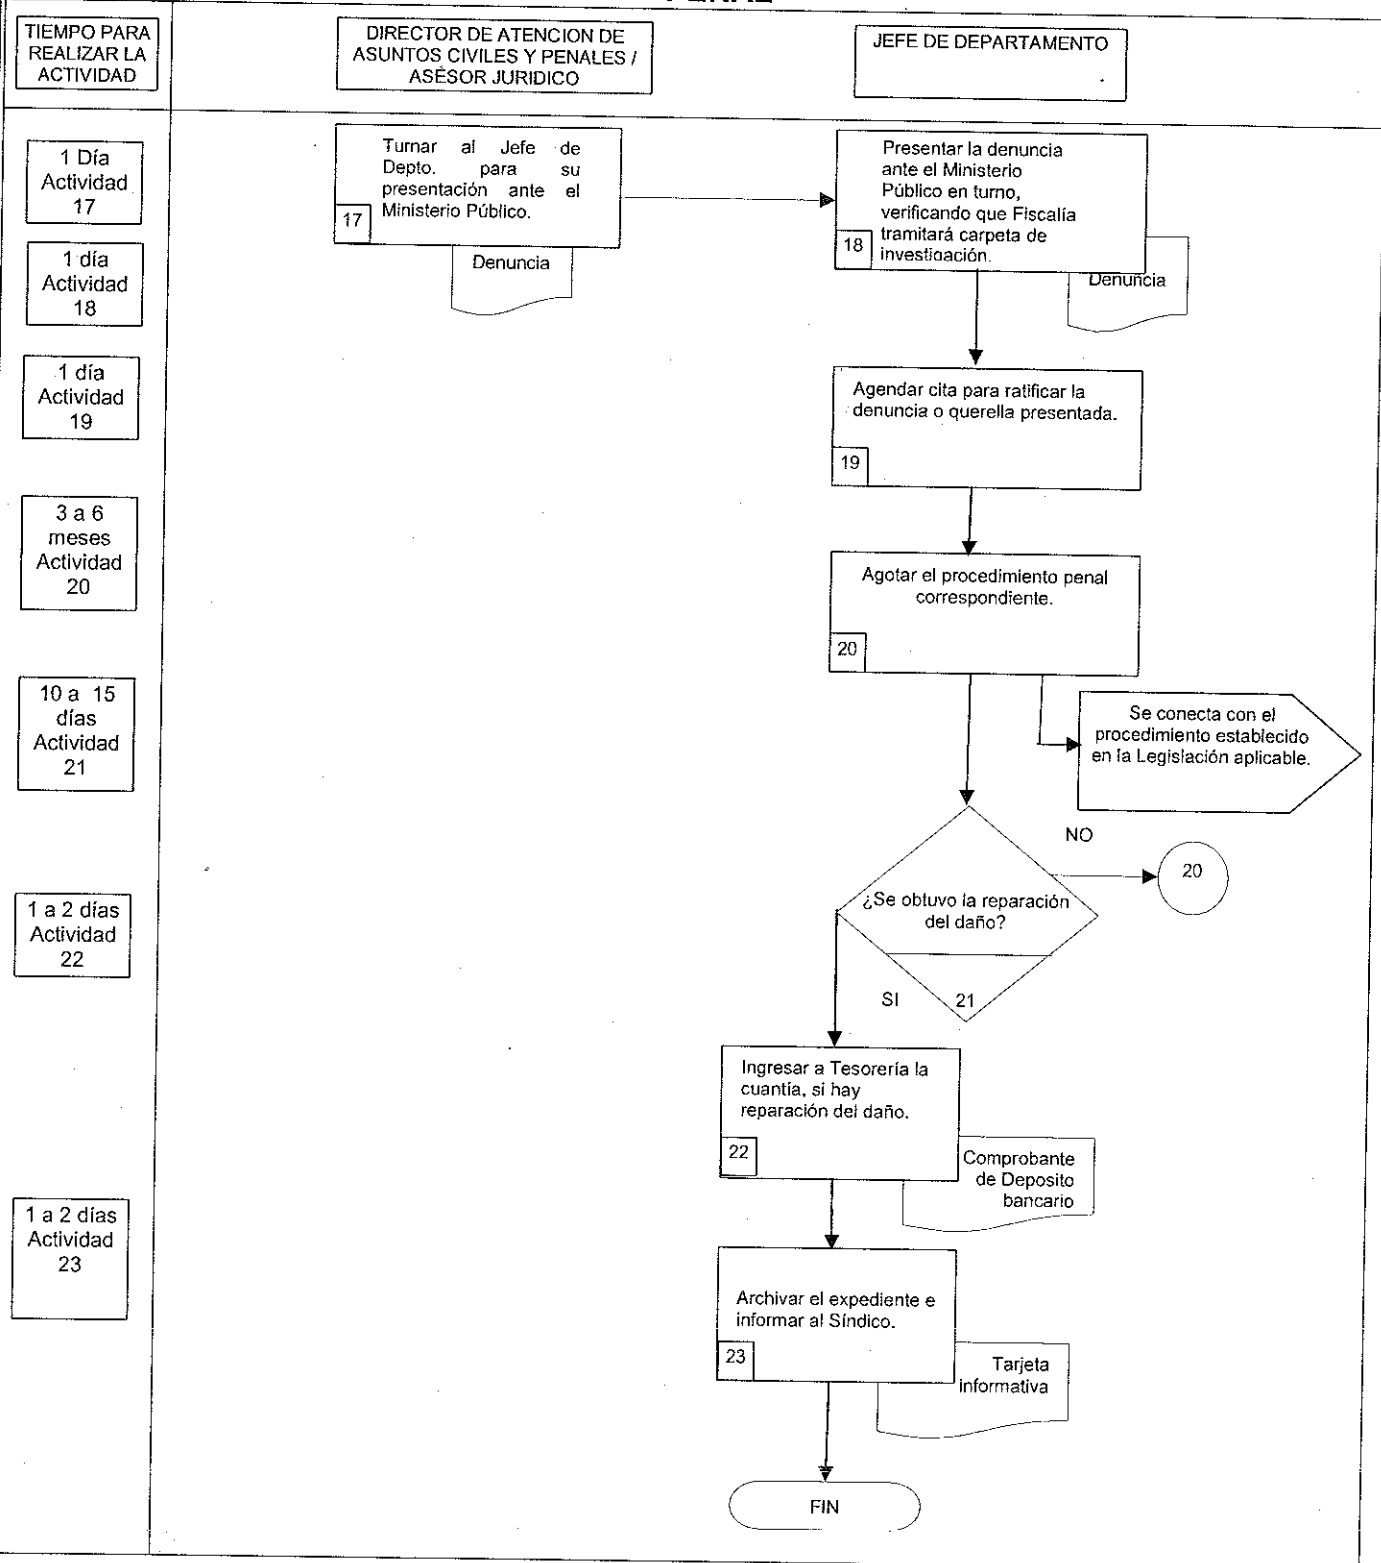 TIEMPO PARA
REALIZAR LA
ACTIVIDAD
DIRECTOR DE ATENCION DE
ASUNTOS CIVILES Y PENALES /
ASESOR JURIDICO
JEFE DE DEPARTAMENTO
1 Día
Actividad
17
Turnar al Jefe de
Depto. para su
presentación ante el
Ministerio Público.
17
Denuncia
Presentar la denuncia
ante el Ministerio
Público en turno,
verificando que Fiscalía
tramitará carpeta de
investigación.
18
Denuncia
1 día
Actividad
18
1 día
Actividad
19
Agendar cita para ratificar la
denuncia o querella presentada.
19
3 a 6
meses
Actividad
20
Agotar el procedimiento penal
correspondiente.
20
10 a 15
días
Actividad
21
Se conecta con el
procedimiento establecido
en la Legislación aplicable.
NO
20
¿Se obtuvo la reparación
del daño?
SI
21
1 a 2 días
Actividad
22
Ingresar a Tesorería la
cuantía, si hay
reparación del daño.
22
Comprobante
de Deposito
bancario
1 a 2 días
Actividad
23
Archivar el expediente e
informar al Síndico.
23
Tarjeta
informativa
FIN